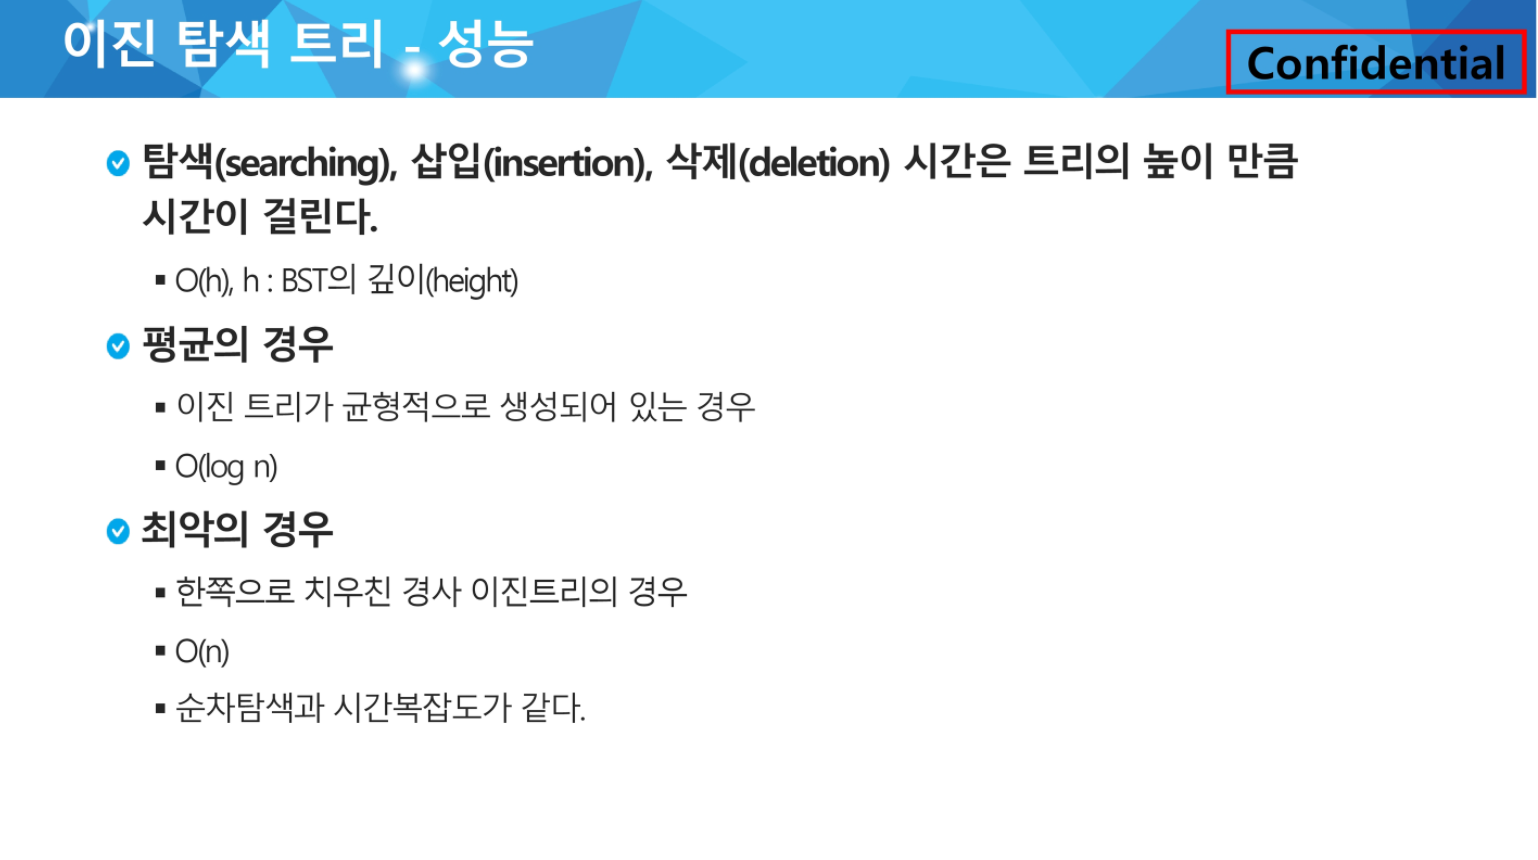 이진 탐색 트리 - 성능
Confidential
탐색(searching), 삽입(insertion), 삭제(deletion) 시간은 트리의 높이 만큼
시간이 걸린다.
▪ O(h), h : BST의 깊이(height)
평균의 경우
▪ 이진 트리가 균형적으로 생성되어 있는 경우
▪ O(log n)
최악의 경우
▪ 한쪽으로 치우친 경사 이진트리의 경우
▪ O(n)
▪ 순차탐색과 시간복잡도가 같다.